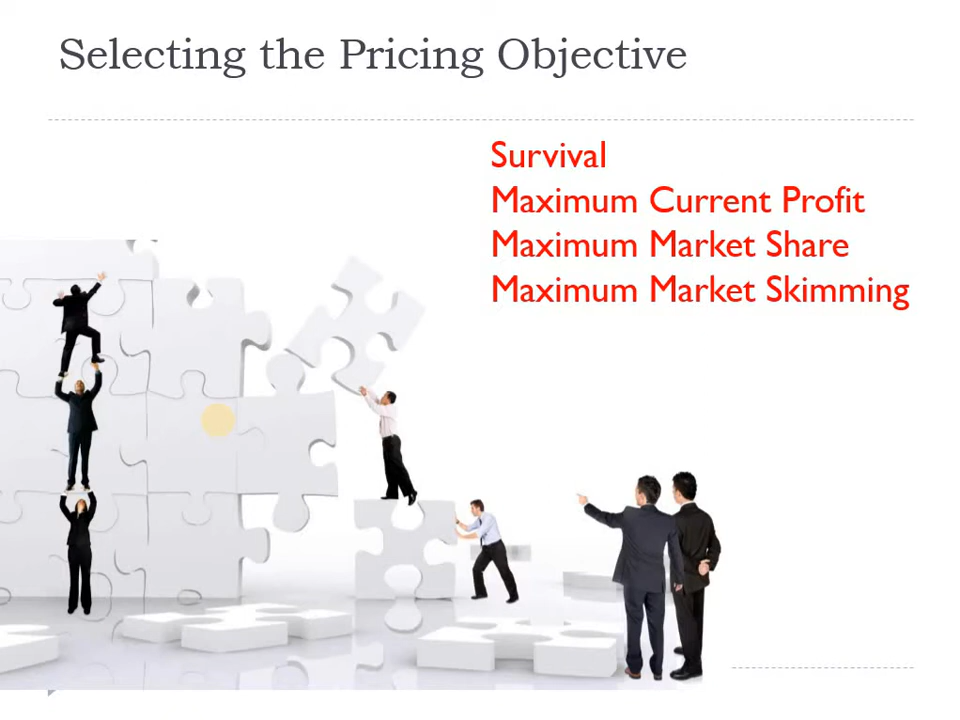 Selecting the Pricing Objective
Survival
Maximum Current Profit
Maximum Market Share
Maximum Market Skimming